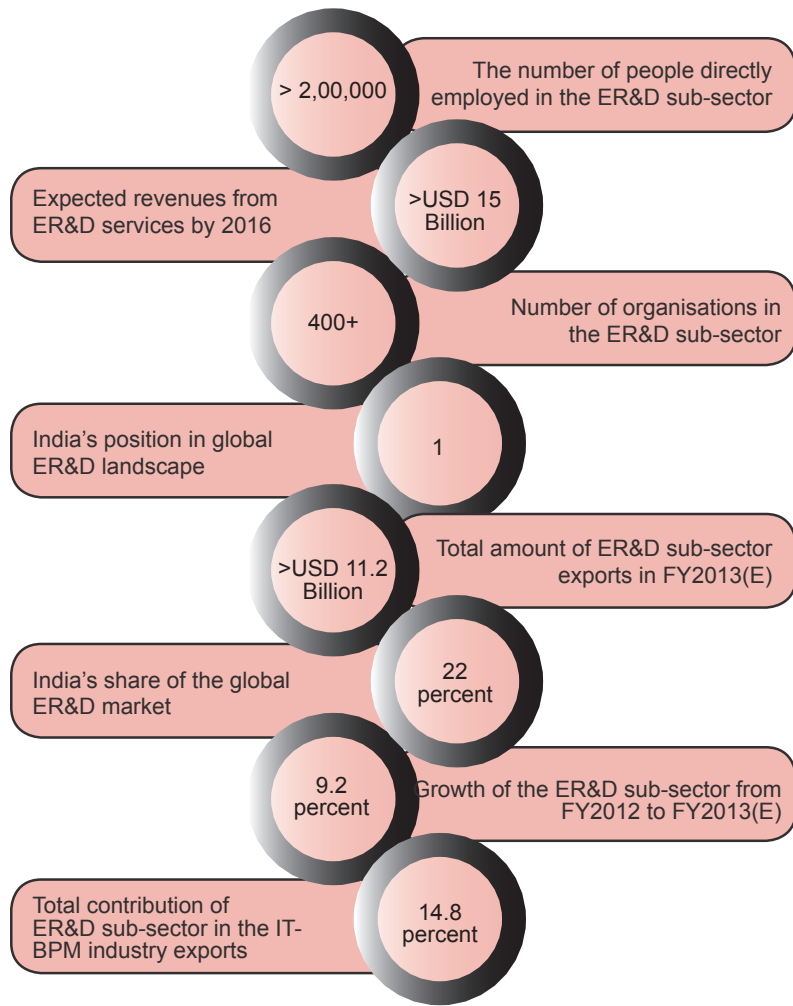 > 2,00,000
The number of people directly
employed in the ER&D sub-sector
Expected revenues from
ER&D services by 2016
>USD 15
Billion
400+
Number of organisations in
the ER&D sub-sector
India's position in global
ER&D landscape
1
>USD 11.2
Billion
Total amount of ER&D sub-sector
exports in FY2013(E)
India's share of the global
ER&D market
22
percent
9.2
percent
Growth of the ER&D sub-sector from
FY2012 to FY2013(E)
Total contribution of
ER&D sub-sector in the IT-
BPM industry exports
14.8
percent